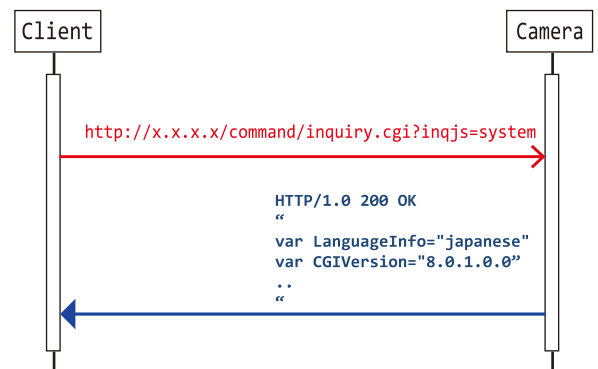 Client
Camera
http://x.x.x.x/command/inquiry.cgi?inqjs=system
HTTP/1.0 200 OK
“
var LanguageInfo="japanese"
var CGIVersion="8.0.1.0.0”
..
“